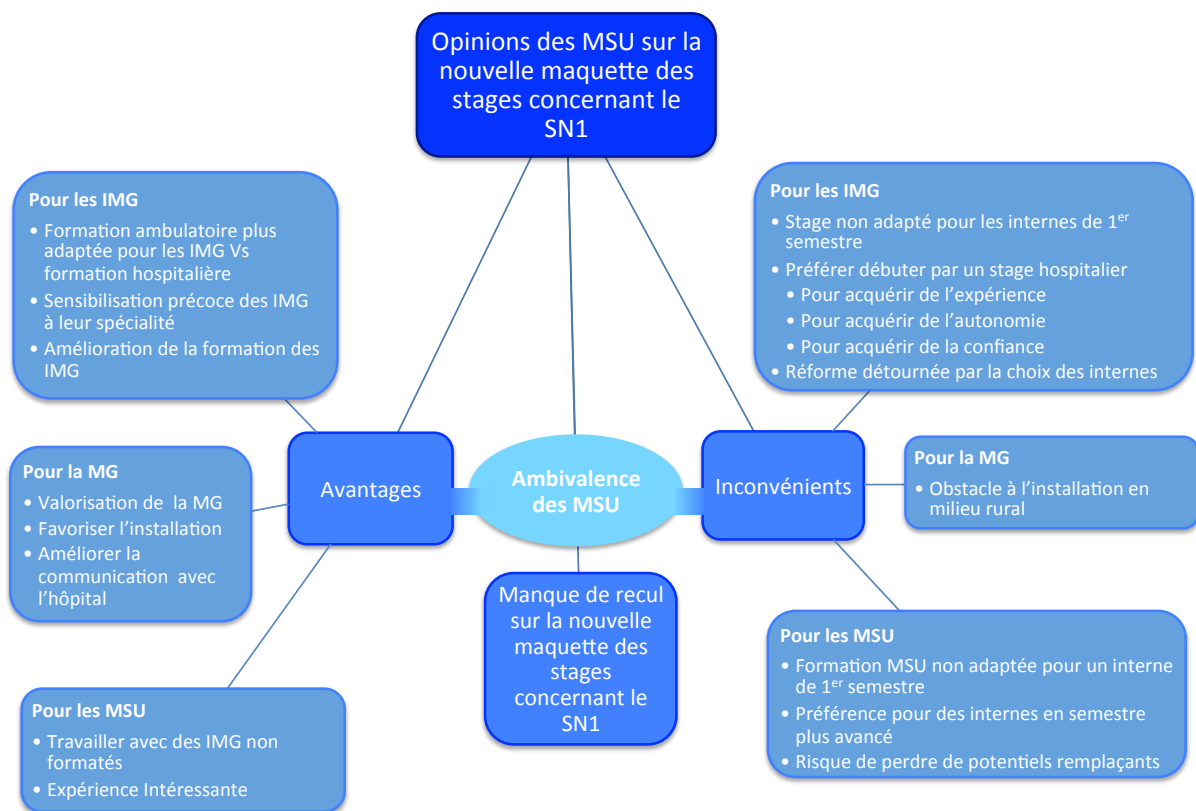 Opinions des MSU sur la
nouvelle maquette des
stages concernant le
SN1
Pour les IMG
• Formation ambulatoire plus
adaptée pour les IMG Vs
formation hospitalière
• Sensibilisation précoce des IMG
à leur spécialité
• Amélioration de la formation des
IMG
Pour les IMG
• Stage non adapté pour les internes de 1er
semestre
• Préférer débuter par un stage hospitalier
• Pour acquérir de l'expérience
• Pour acquérir de l'autonomie
• Pour acquérir de la confiance
• Réforme détournée par la choix des internes
Pour la MG
• Valorisation de la MG
• Favoriser l'installation
• Améliorer la
communication avec
l'hôpital
Avantages
Ambivalence
des MSU
Inconvénients
Pour la MG
• Obstacle à l'installation en
milieu rural
Manque de recul
sur la nouvelle
maquette des
stages
concernant le
SN1
Pour les MSU
• Travailler avec des IMG non
formatés
• Expérience Intéressante
Pour les MSU
• Formation MSU non adaptée pour un interne
de 1er semestre
• Préférence pour des internes en semestre
plus avancé
• Risque de perdre de potentiels remplaçants